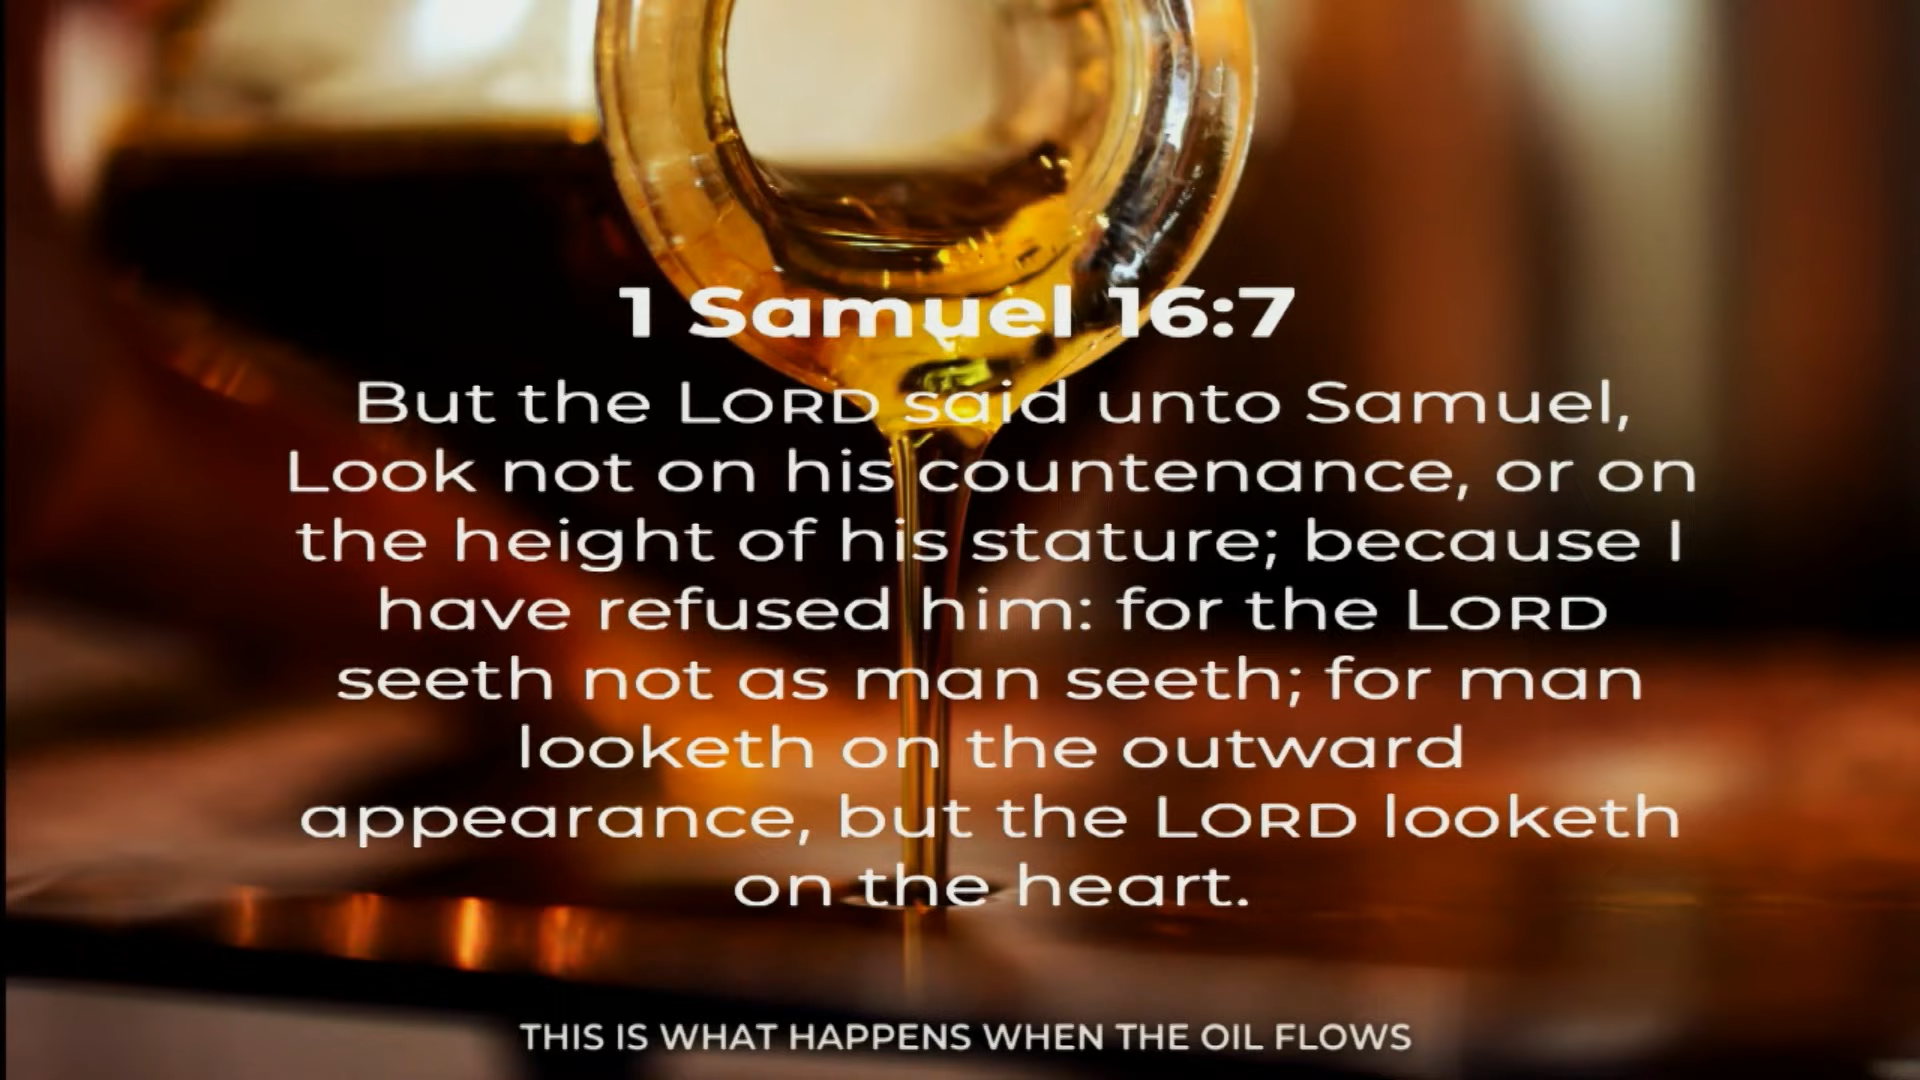 1 Samuel 16:7
But the LORD said unto Samuel,
Look not on his countenance, or on
the height of his stature; because I
have refused him: for the LORD
seeth not as man seeth; for man
looketh on the outward
appearance, but the LORD looketh
on the heart.
THIS IS WHAT HAPPENS WHEN THE OIL FLOWS